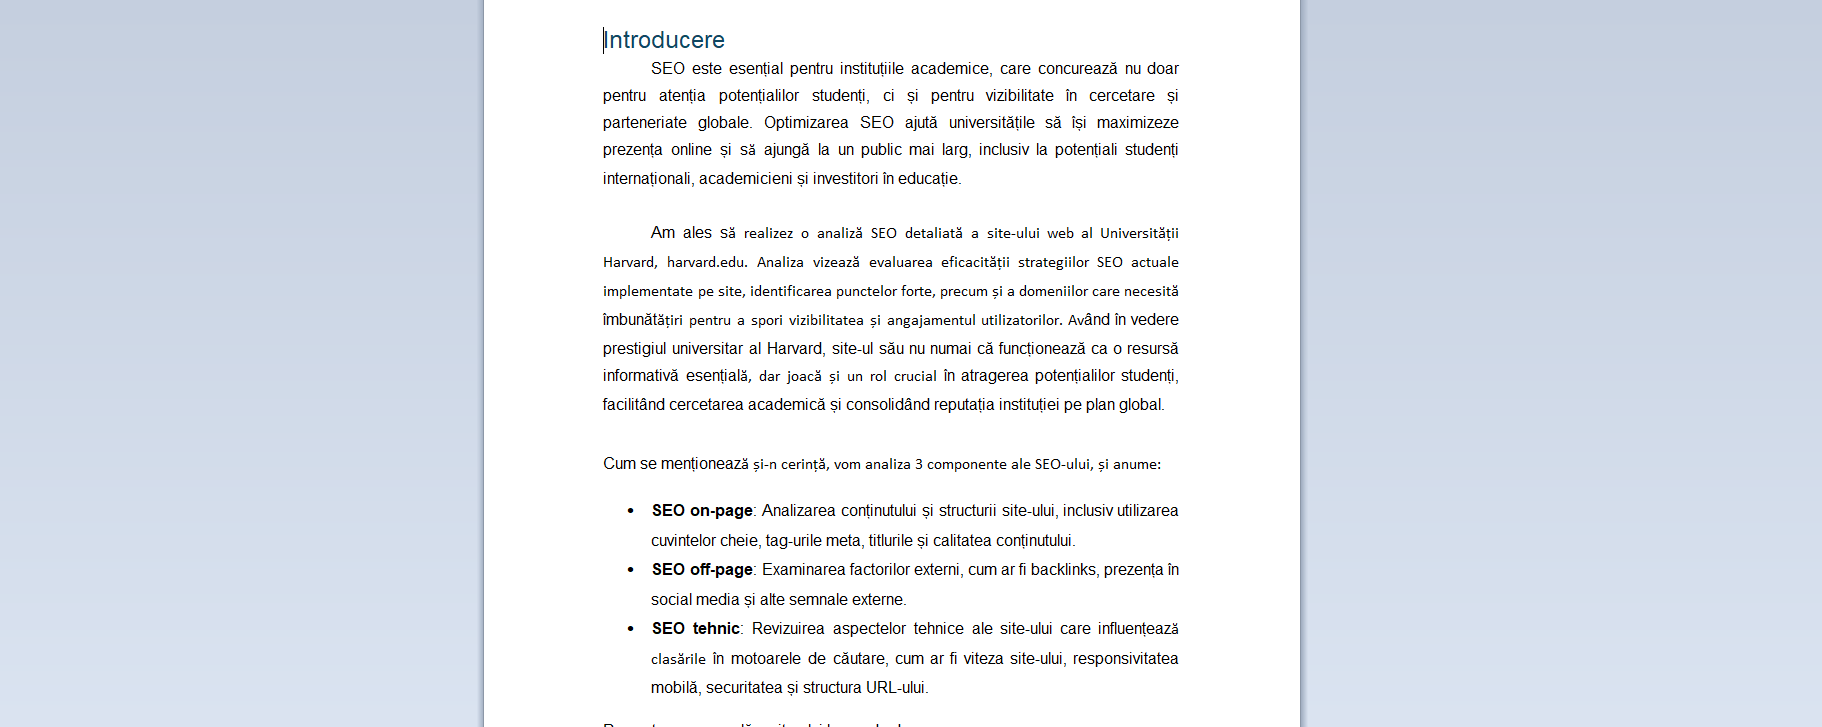 Introducere
SEO este esențial pentru instituțiile academice, care concurează nu doar
pentru atenția potențialilor studenți, ci și pentru vizibilitate în cercetare și
parteneriate globale. Optimizarea SEO ajută universitățile să își maximizeze
prezența online și să ajungă la un public mai larg, inclusiv la potențiali studenți
internaționali, academicieni și investitori în educație.
Am ales să realizez o analiză SEO detaliată a site-ului web al Universității
Harvard, harvard.edu. Analiza vizează evaluarea eficacității strategiilor SEO actuale
implementate pe site, identificarea punctelor forte, precum și a domeniilor care necesită
îmbunătățiri pentru a spori vizibilitatea și angajamentul utilizatorilor. Având în vedere
prestigiul universitar al Harvard, site-ul său nu numai că funcționează ca o resursă
informativă esențială, dar joacă și un rol crucial în atragerea potențialilor studenți,
facilitând cercetarea academică și consolidând reputația instituției pe plan global.
Cum se menționează și-n cerință, vom analiza 3 componente ale SEO-ului, și anume:
• SEO on-page: Analizarea conținutului și structurii site-ului, inclusiv utilizarea
cuvintelor cheie, tag-urile meta, titlurile și calitatea conținutului.
• SEO off-page: Examinarea factorilor externi, cum ar fi backlinks, prezența în
social media și alte semnale externe.
• SEO tehnic: Revizuirea aspectelor tehnice ale site-ului care influențează
clasările în motoarele de căutare, cum ar fi viteza site-ului, responsivitatea
mobilă, securitatea și structura URL-ului.